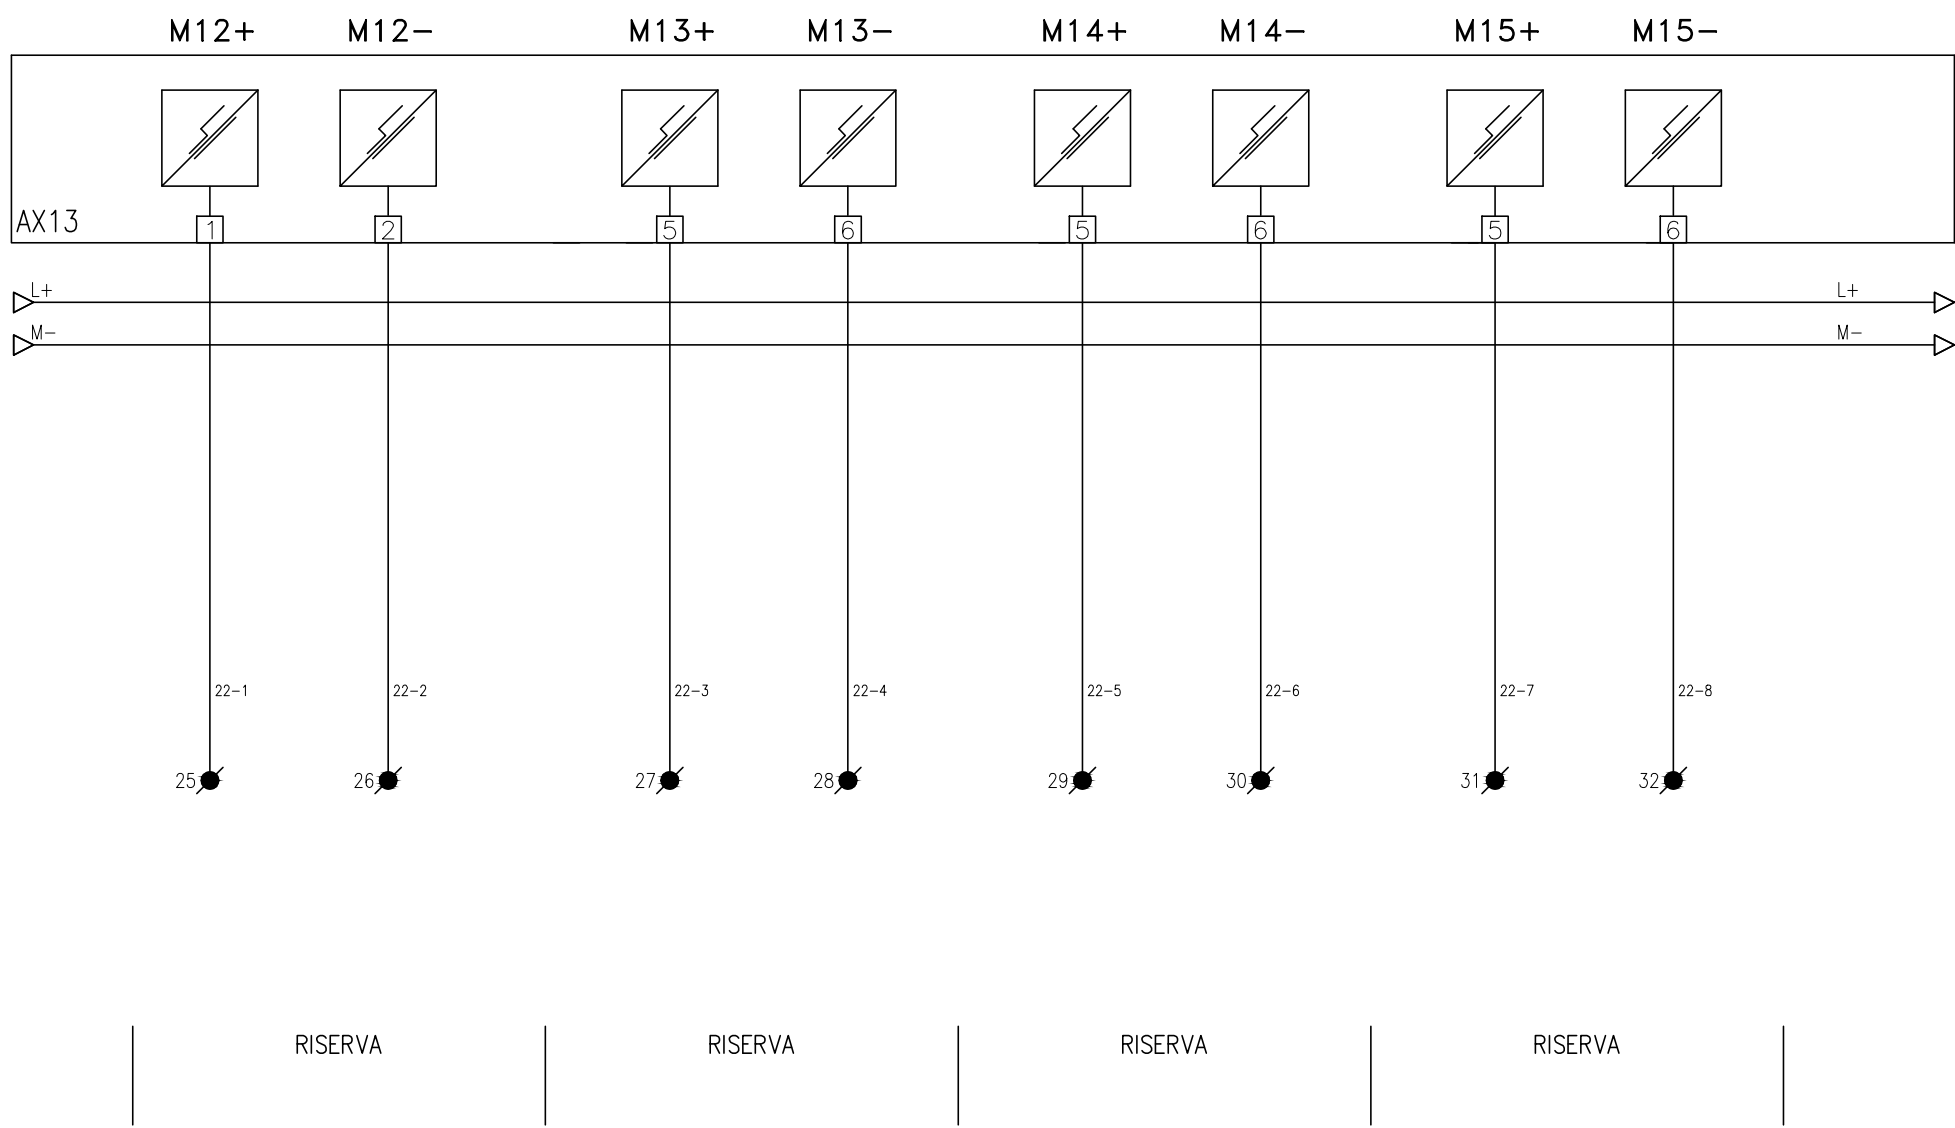 M12+ M12- M13+ M13- M14+ M14- M15+ M15-
AX13 1 2 5 6 5 6 5 6
L+ L+
M- M-
22-1 22-2 22-3 22-4 22-5 22-6 22-7 22-8
25 26 27 28 29 30 31 32
RISERVA RISERVA RISERVA RISERVA